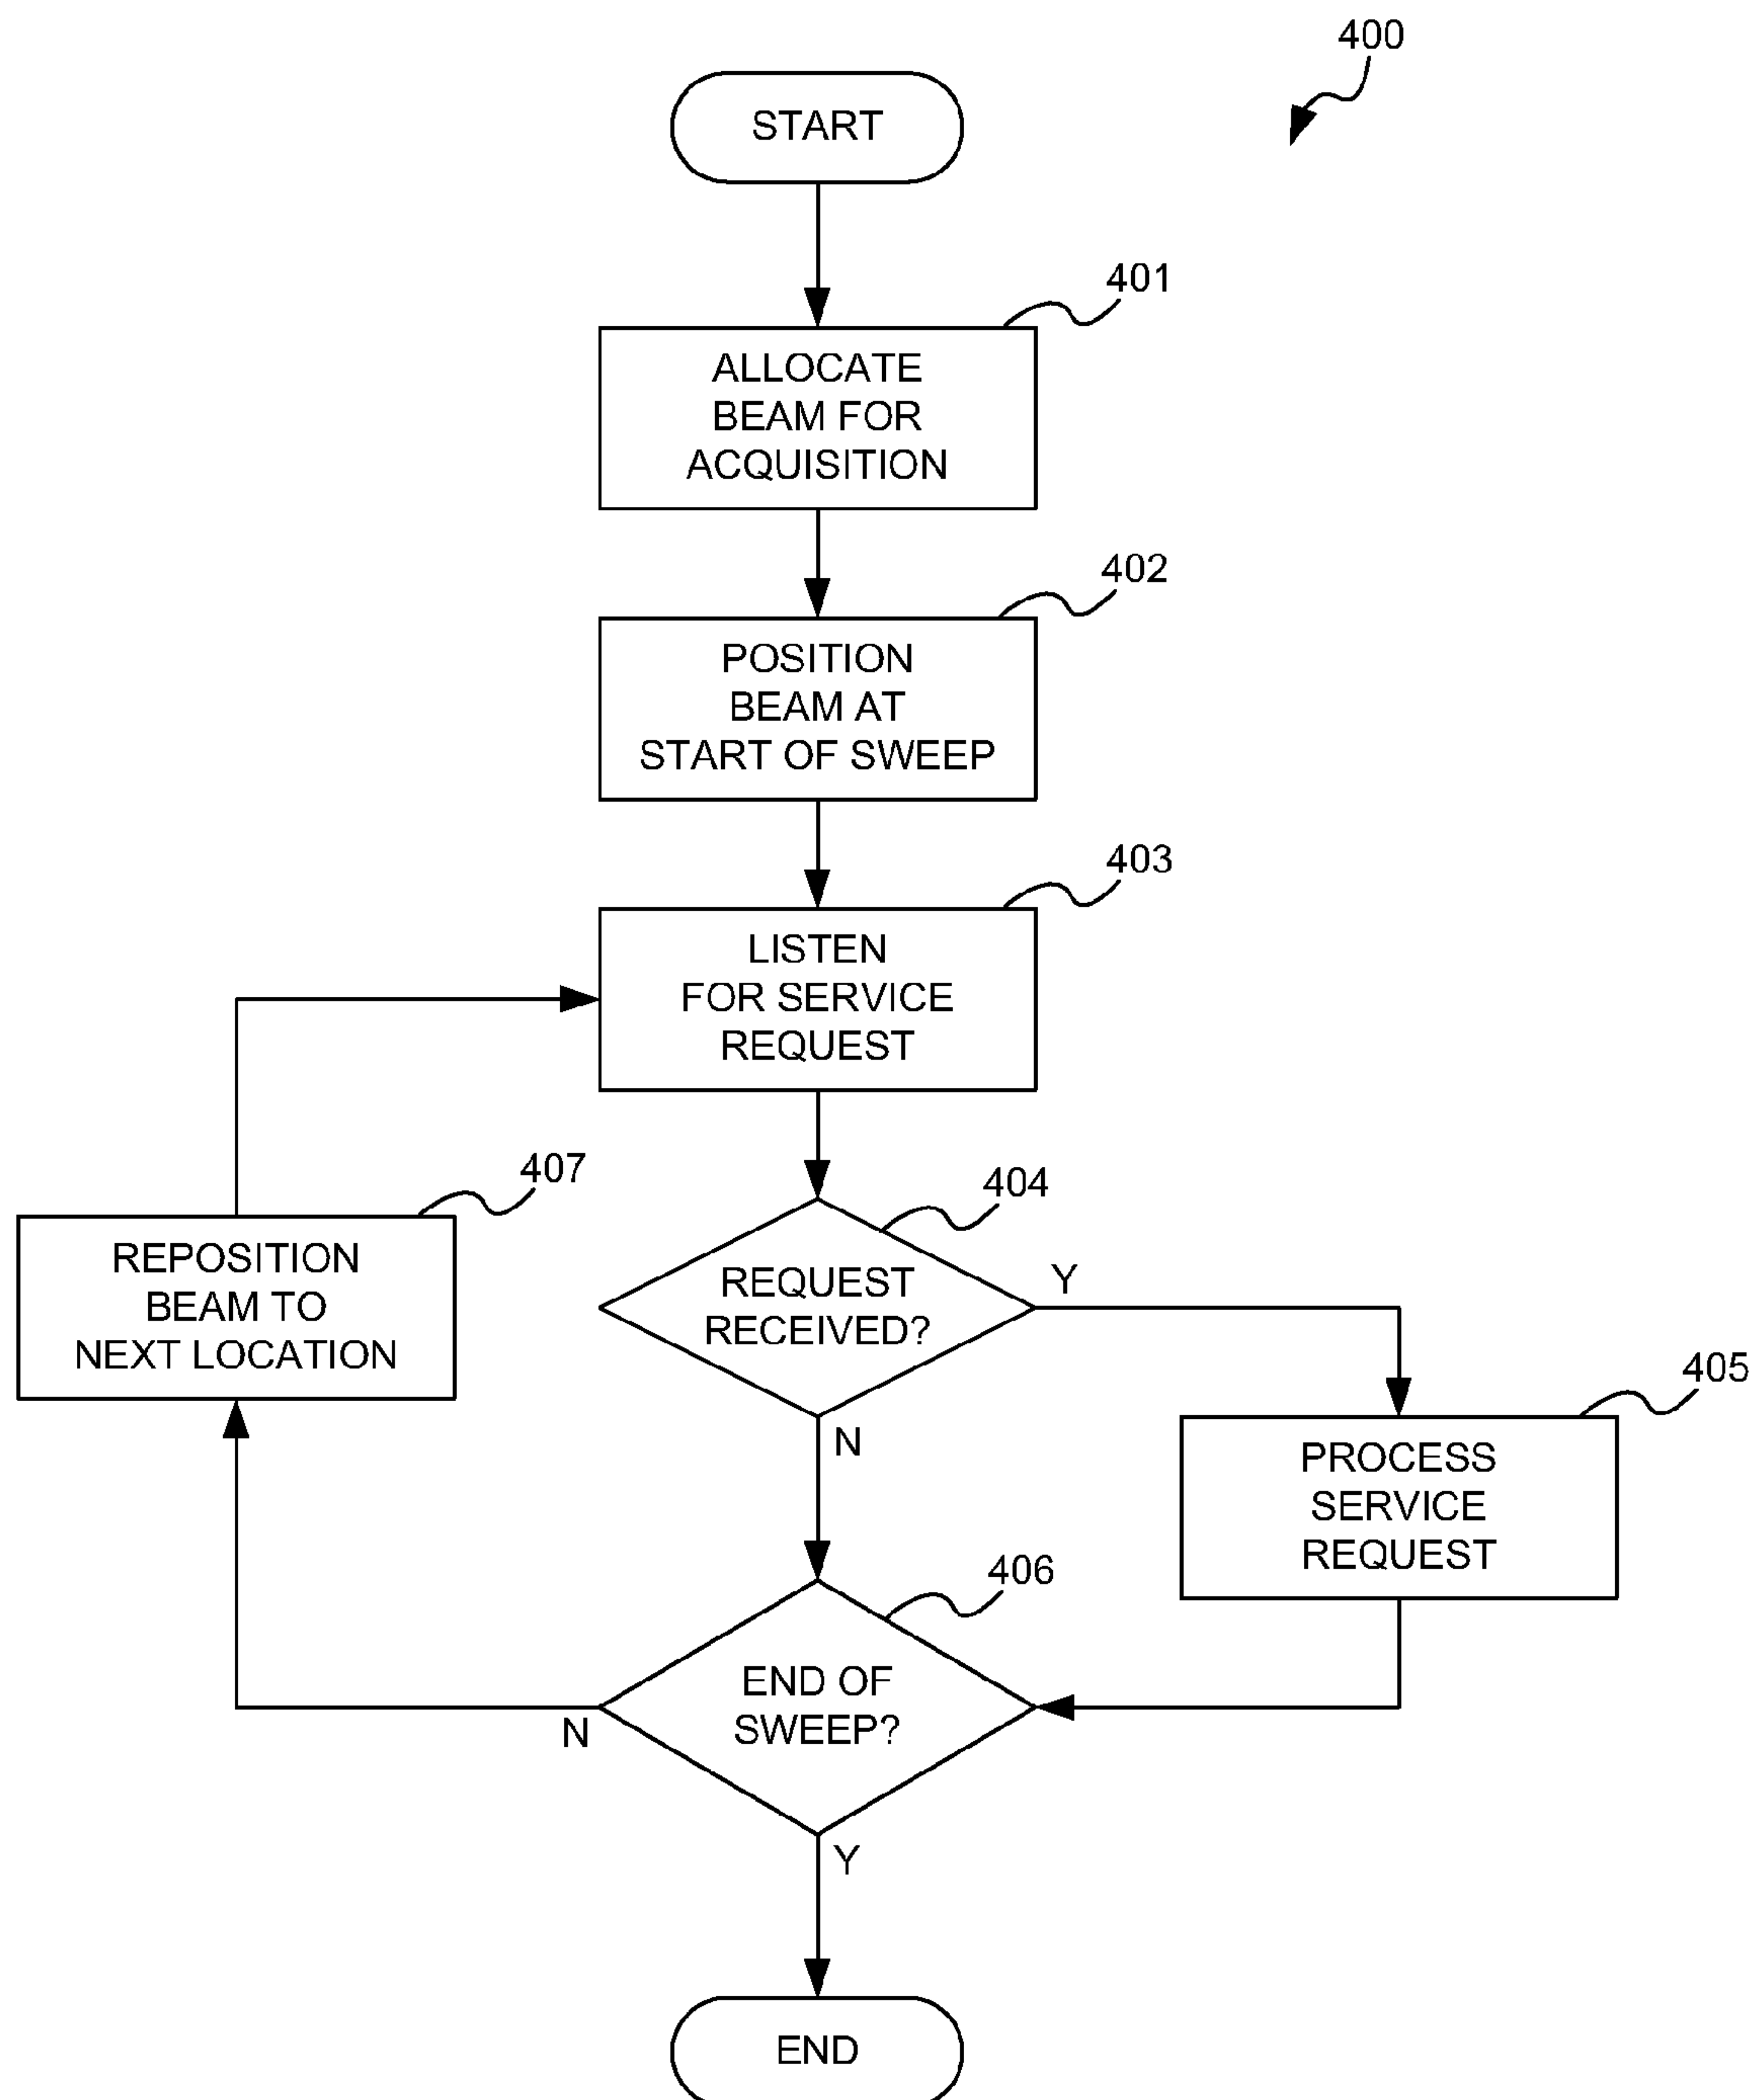 400
START
401
ALLOCATE
BEAM FOR
ACQUISITION
402
POSITION
BEAM AT
START OF SWEEP
403
LISTEN
FOR SERVICE
REQUEST
407
REPOSITION
BEAM TO
NEXT LOCATION
404
REQUEST
RECEIVED?
Y
N
405
PROCESS
SERVICE
REQUEST
406
END OF
SWEEP?
N
Y
END